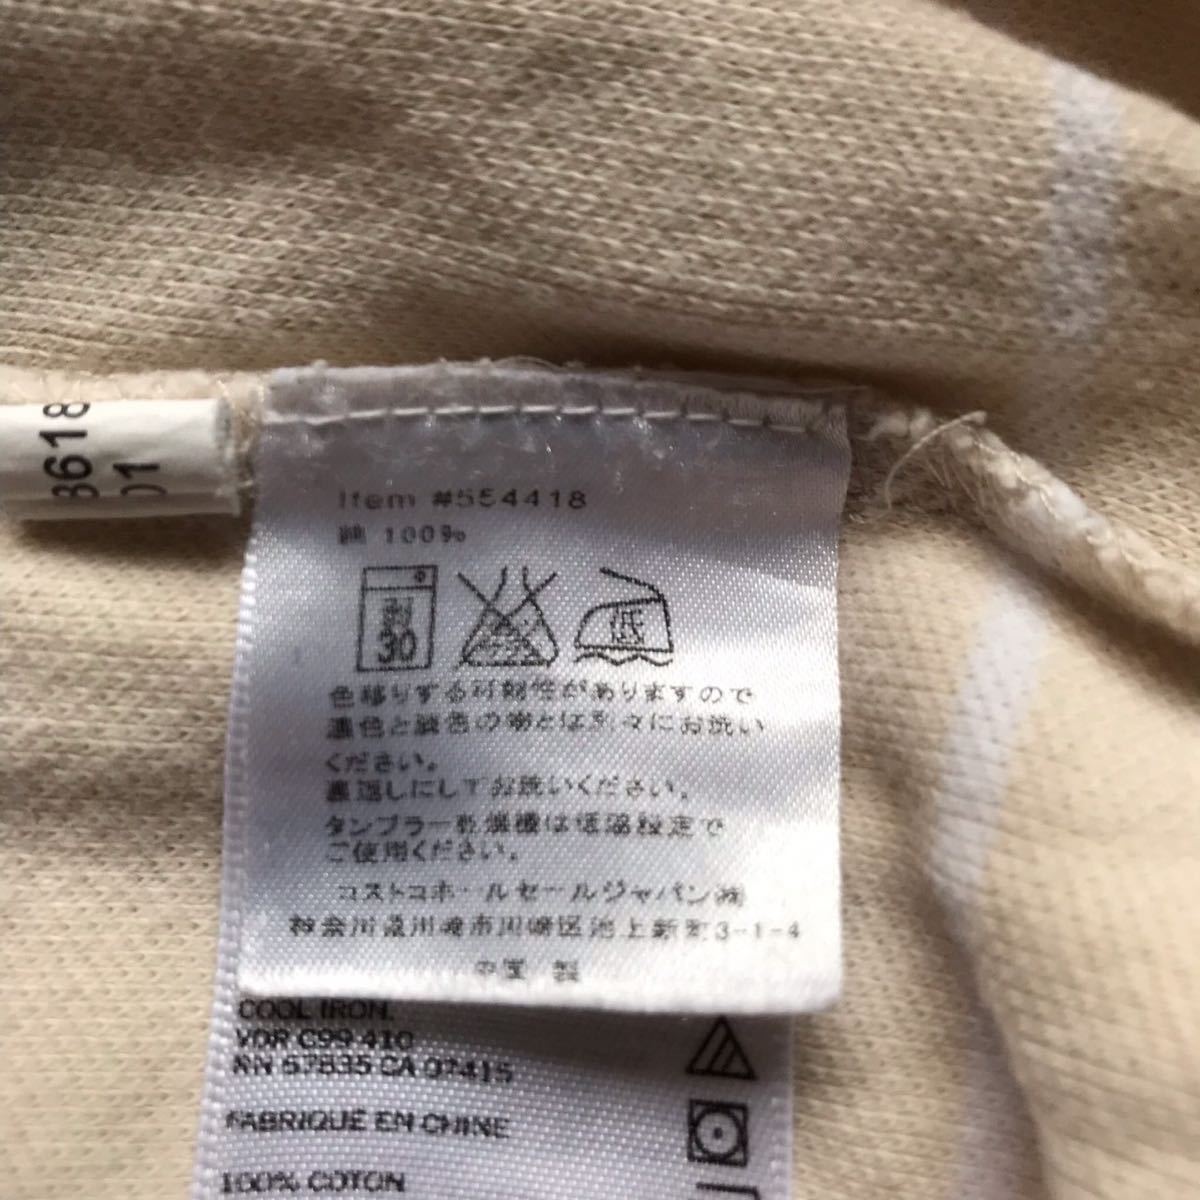 8618
01
Item #554418
綿 100%
弱
30
低
色移りする可能性がありますので
濃色と淡色の物とは別々にお洗い
ください。
裏返しにしてお洗いください。
タンブラー乾燥機は低温設定で
ご使用ください。
コストコホールセールジャパン㈱
神奈川県川崎市川崎区池上新町3-1-4
中国製
COOL IRON.
VDR C99 410
RN 57835 CA 07415
FABRIQUÉ EN CHINE
100% COTON